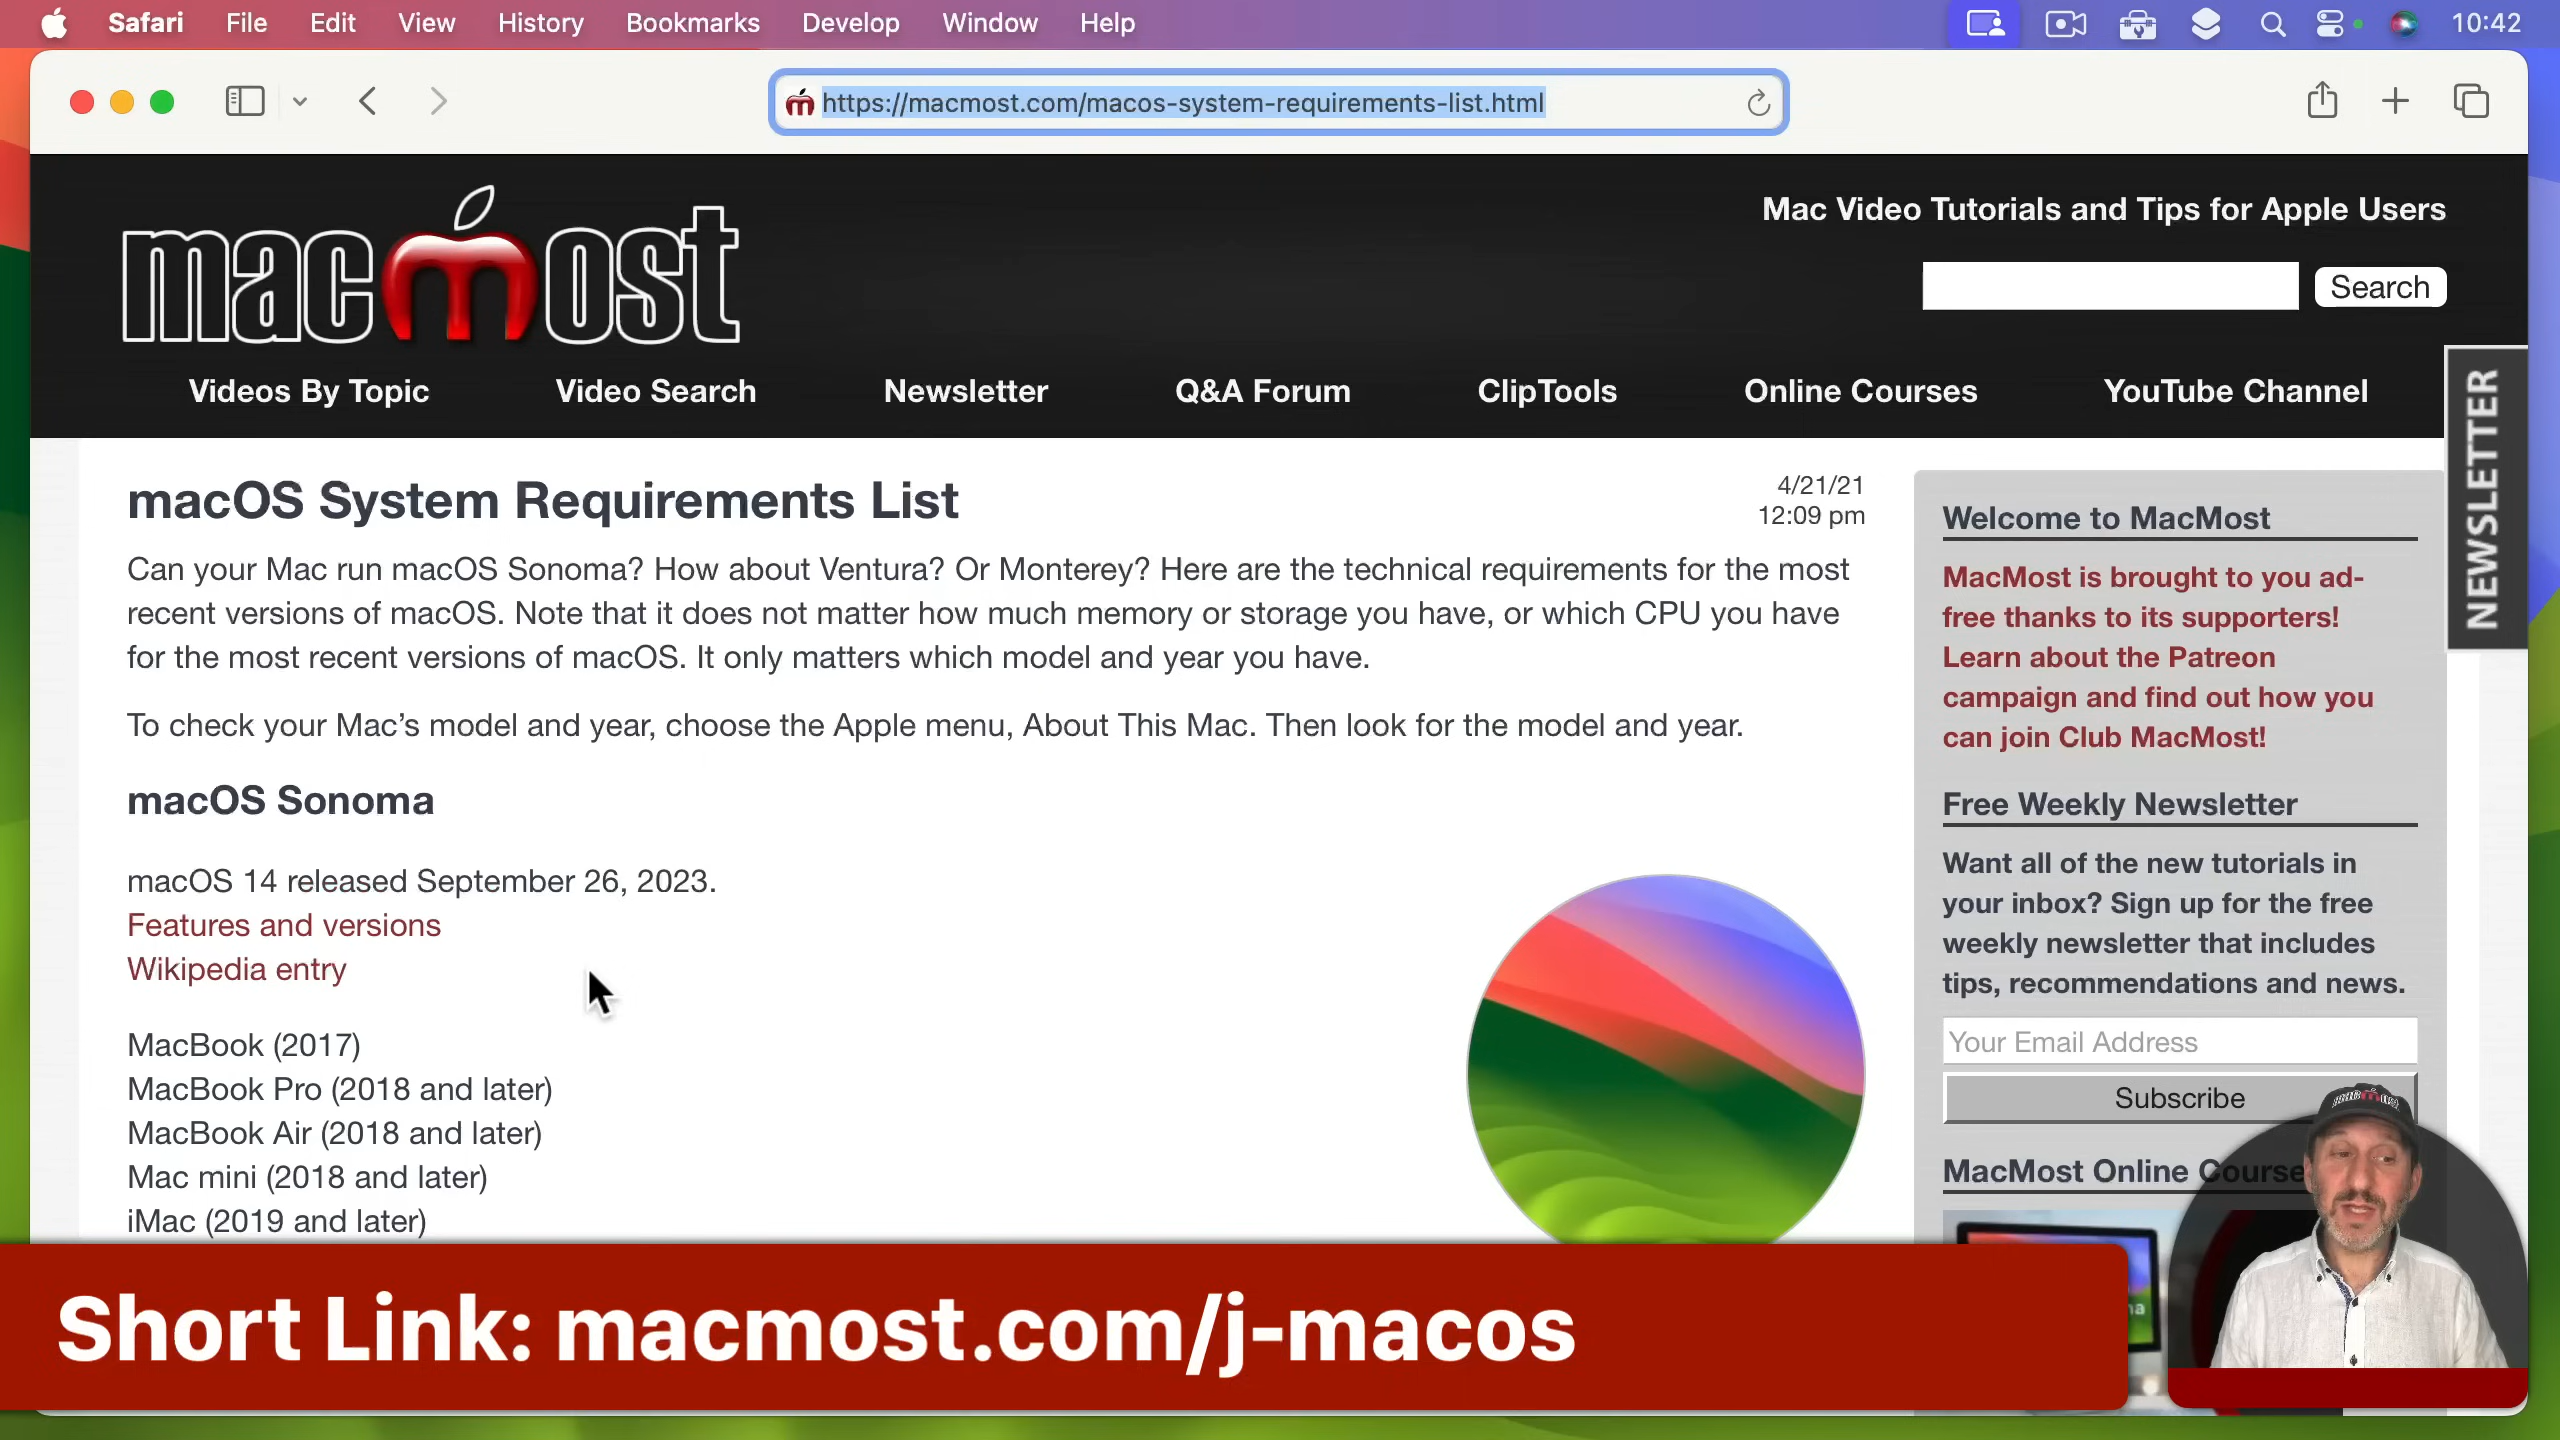 Safari File Edit View History Bookmarks Develop Window Help 10:42
https://macmost.com/macos-system-requirements-list.html
macmost
Mac Video Tutorials and Tips for Apple Users
Search
Videos By Topic Video Search Newsletter Q&A Forum ClipTools Online Courses YouTube Channel
NEWSLETTER
macOS System Requirements List
4/21/21
12:09 pm
Can your Mac run macOS Sonoma? How about Ventura? Or Monterey? Here are the technical requirements for the most
recent versions of macOS. Note that it does not matter how much memory or storage you have, or which CPU you have
for the most recent versions of macOS. It only matters which model and year you have.
To check your Mac’s model and year, choose the Apple menu, About This Mac. Then look for the model and year.
macOS Sonoma
macOS 14 released September 26, 2023.
Features and versions
Wikipedia entry
MacBook (2017)
MacBook Pro (2018 and later)
MacBook Air (2018 and later)
Mac mini (2018 and later)
iMac (2019 and later)
Welcome to MacMost
MacMost is brought to you ad-
free thanks to its supporters!
Learn about the Patreon
campaign and find out how you
can join Club MacMost!
Free Weekly Newsletter
Want all of the new tutorials in
your inbox? Sign up for the free
weekly newsletter that includes
tips, recommendations and news.
Your Email Address
Subscribe
MacMost Online Course
Short Link: macmost.com/j-macos